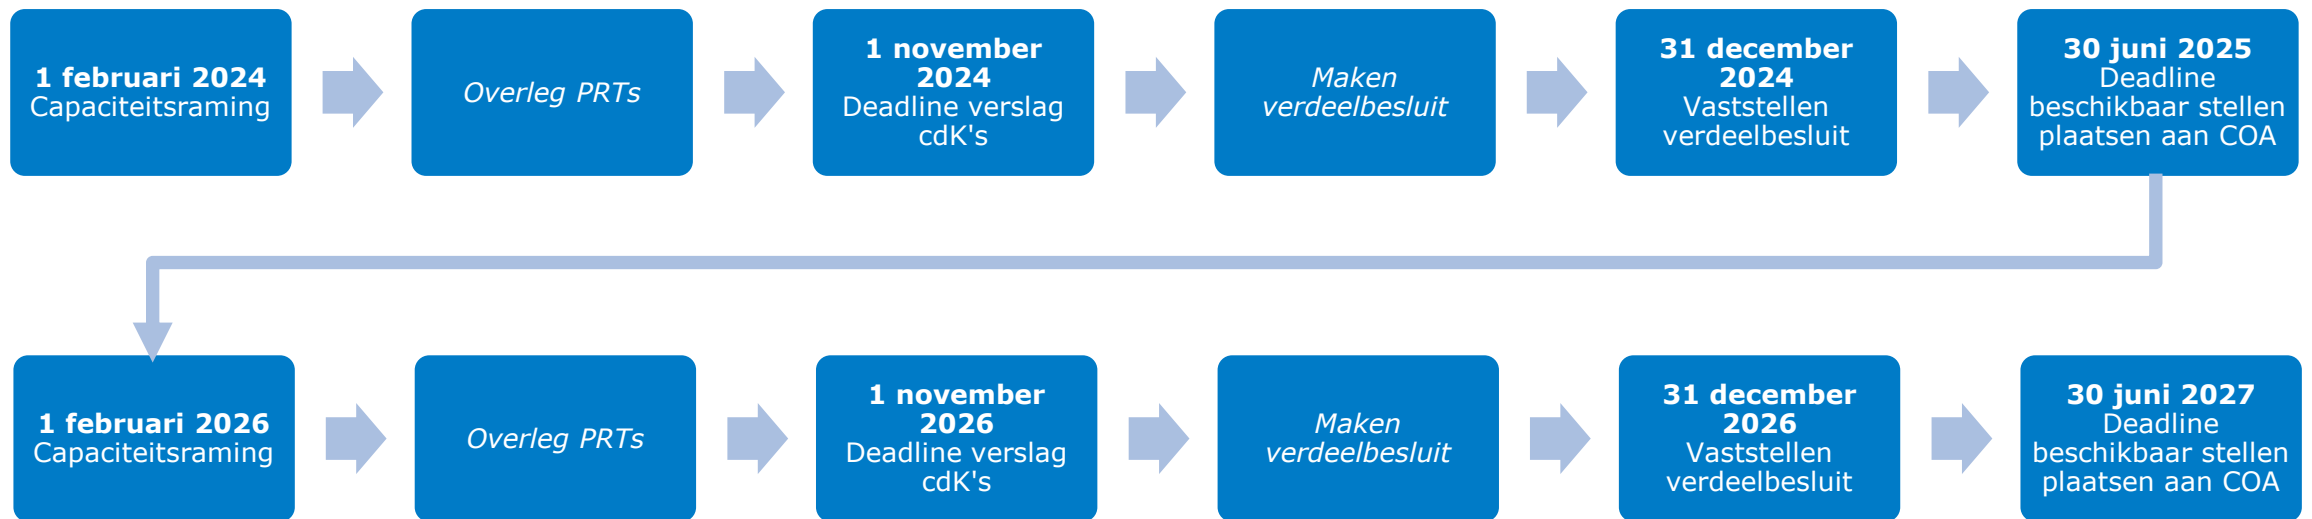 1 februari 2024
Capaciteitsraming
Overleg PRTs
1 november
2024
Deadline verslag
cdK's
Maken
verdeelbesluit
31 december
2024
Vaststellen
verdeelbesluit
30 juni 2025
Deadline
beschikbaar stellen
plaatsen aan COA
1 februari 2026
Capaciteitsraming
Overleg PRTs
1 november
2026
Deadline verslag
cdK's
Maken
verdeelbesluit
31 december
2026
Vaststellen
verdeelbesluit
30 juni 2027
Deadline
beschikbaar stellen
plaatsen aan COA